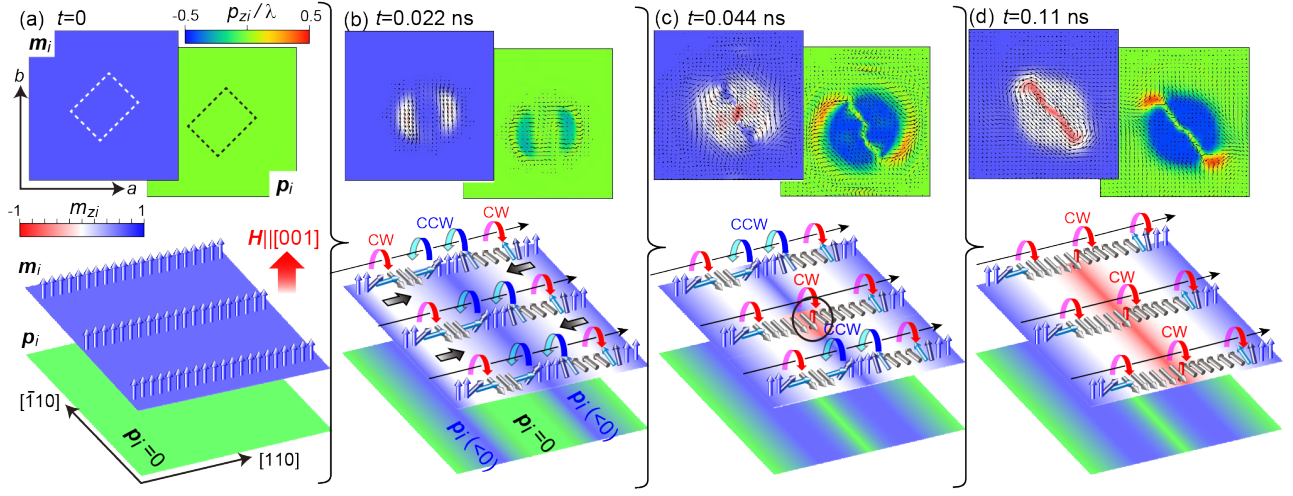 (a) t=0
-0.5 p_zi / λ 0.5
m_i
b
a
p_i
-1 m_zi 1
H||[001]
m_i
p_i
[1̄10]
p_i =0
[110]
(b) t=0.022 ns
CW CCW CW
p_i (<0)
p_i=0
p_i (<0)
(c) t=0.044 ns
CCW
CW
CCW
(d) t=0.11 ns
CW
CW
CW